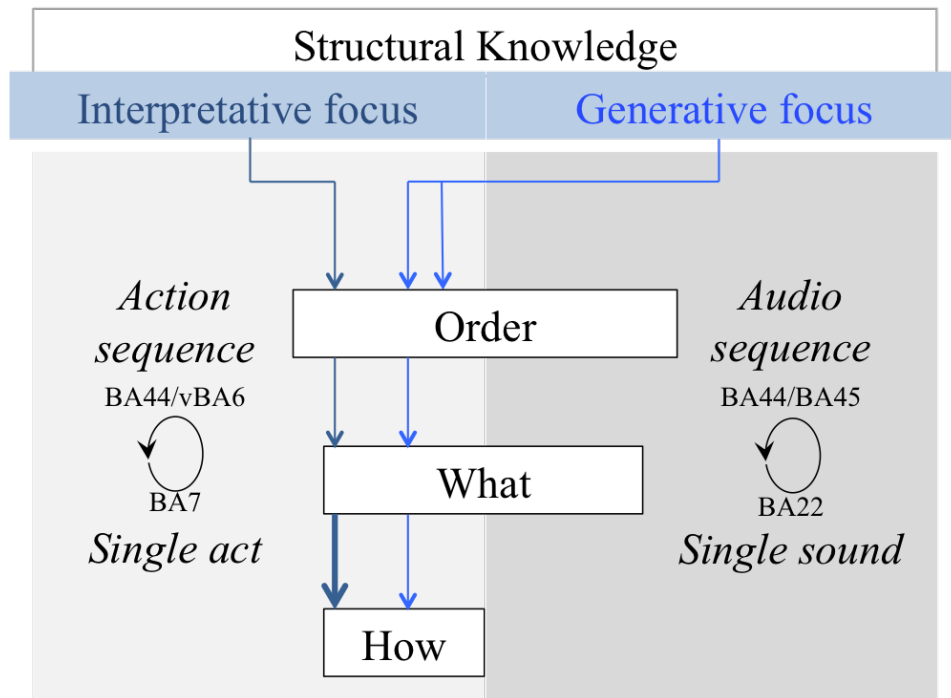 Structural Knowledge
Interpretative focus
Generative focus
Action
sequence
BA44/vBA6
BA7
Single act
Order
What
How
Audio
sequence
BA44/BA45
BA22
Single sound